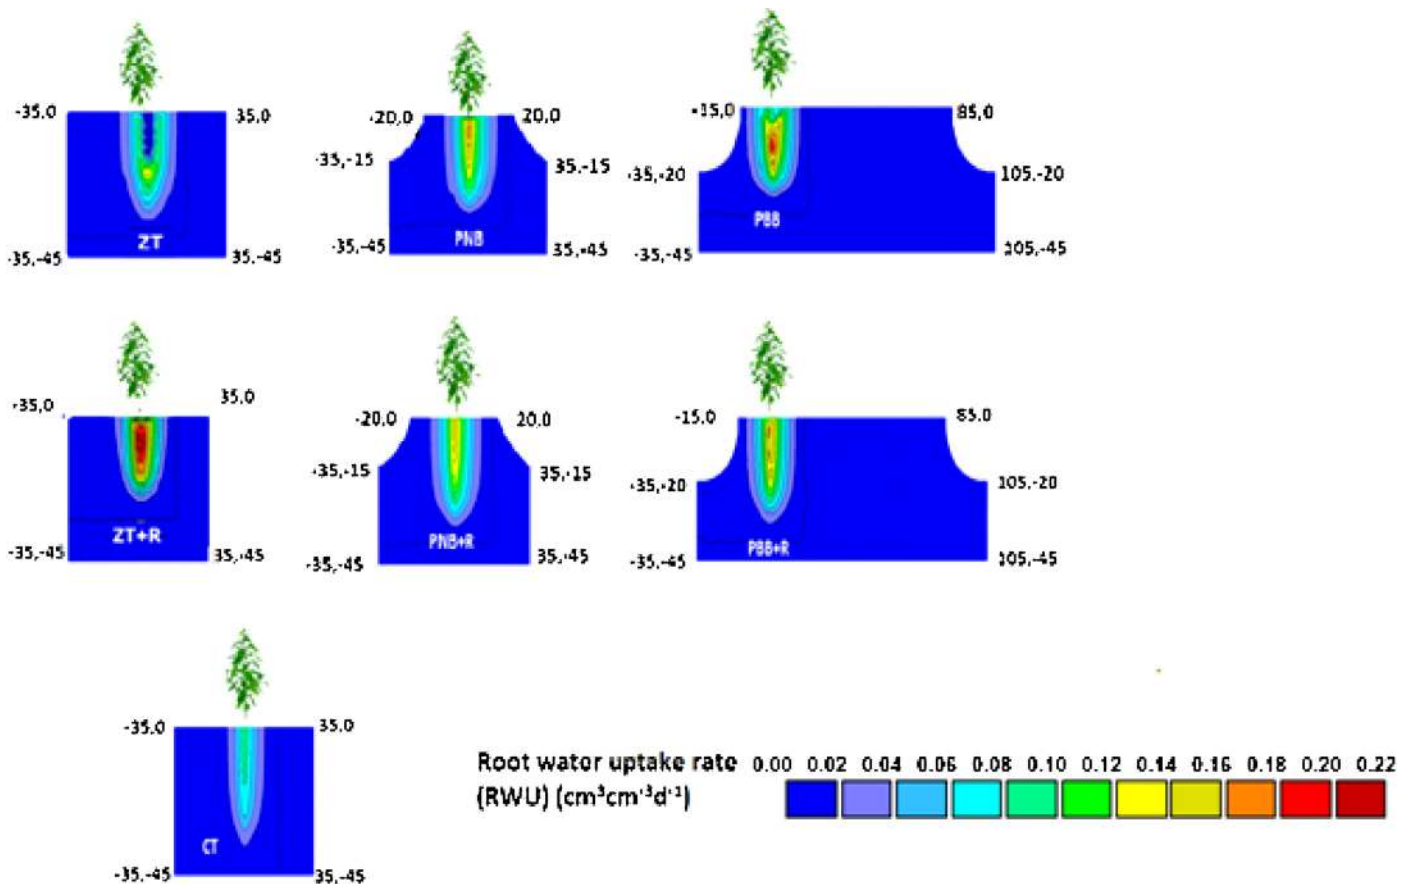 -35.0 35.0 -20,0 20,0 -15,0 85,0
-35,-15 35,-15 -35,-20 105,-20
ZT PNB PBB
-35,-45 35,-45 -35,-45 35,-45 -35,-45 105,-45
-35.0 35.0 -20.0 20.0 -15.0 85.0
-35,-15 35,-15 -35,-20 105,-20
ZT+R PNB+R PBB+R
-35,-45 35,-45 -35,-45 35,-45 -35,-45 105,-45
-35.0 35.0
CT
-35,-45 35,-45
Root water uptake rate 0.00 0.02 0.04 0.06 0.08 0.10 0.12 0.14 0.16 0.18 0.20 0.22
(RWU) (cm³cm⁻³d⁻¹)